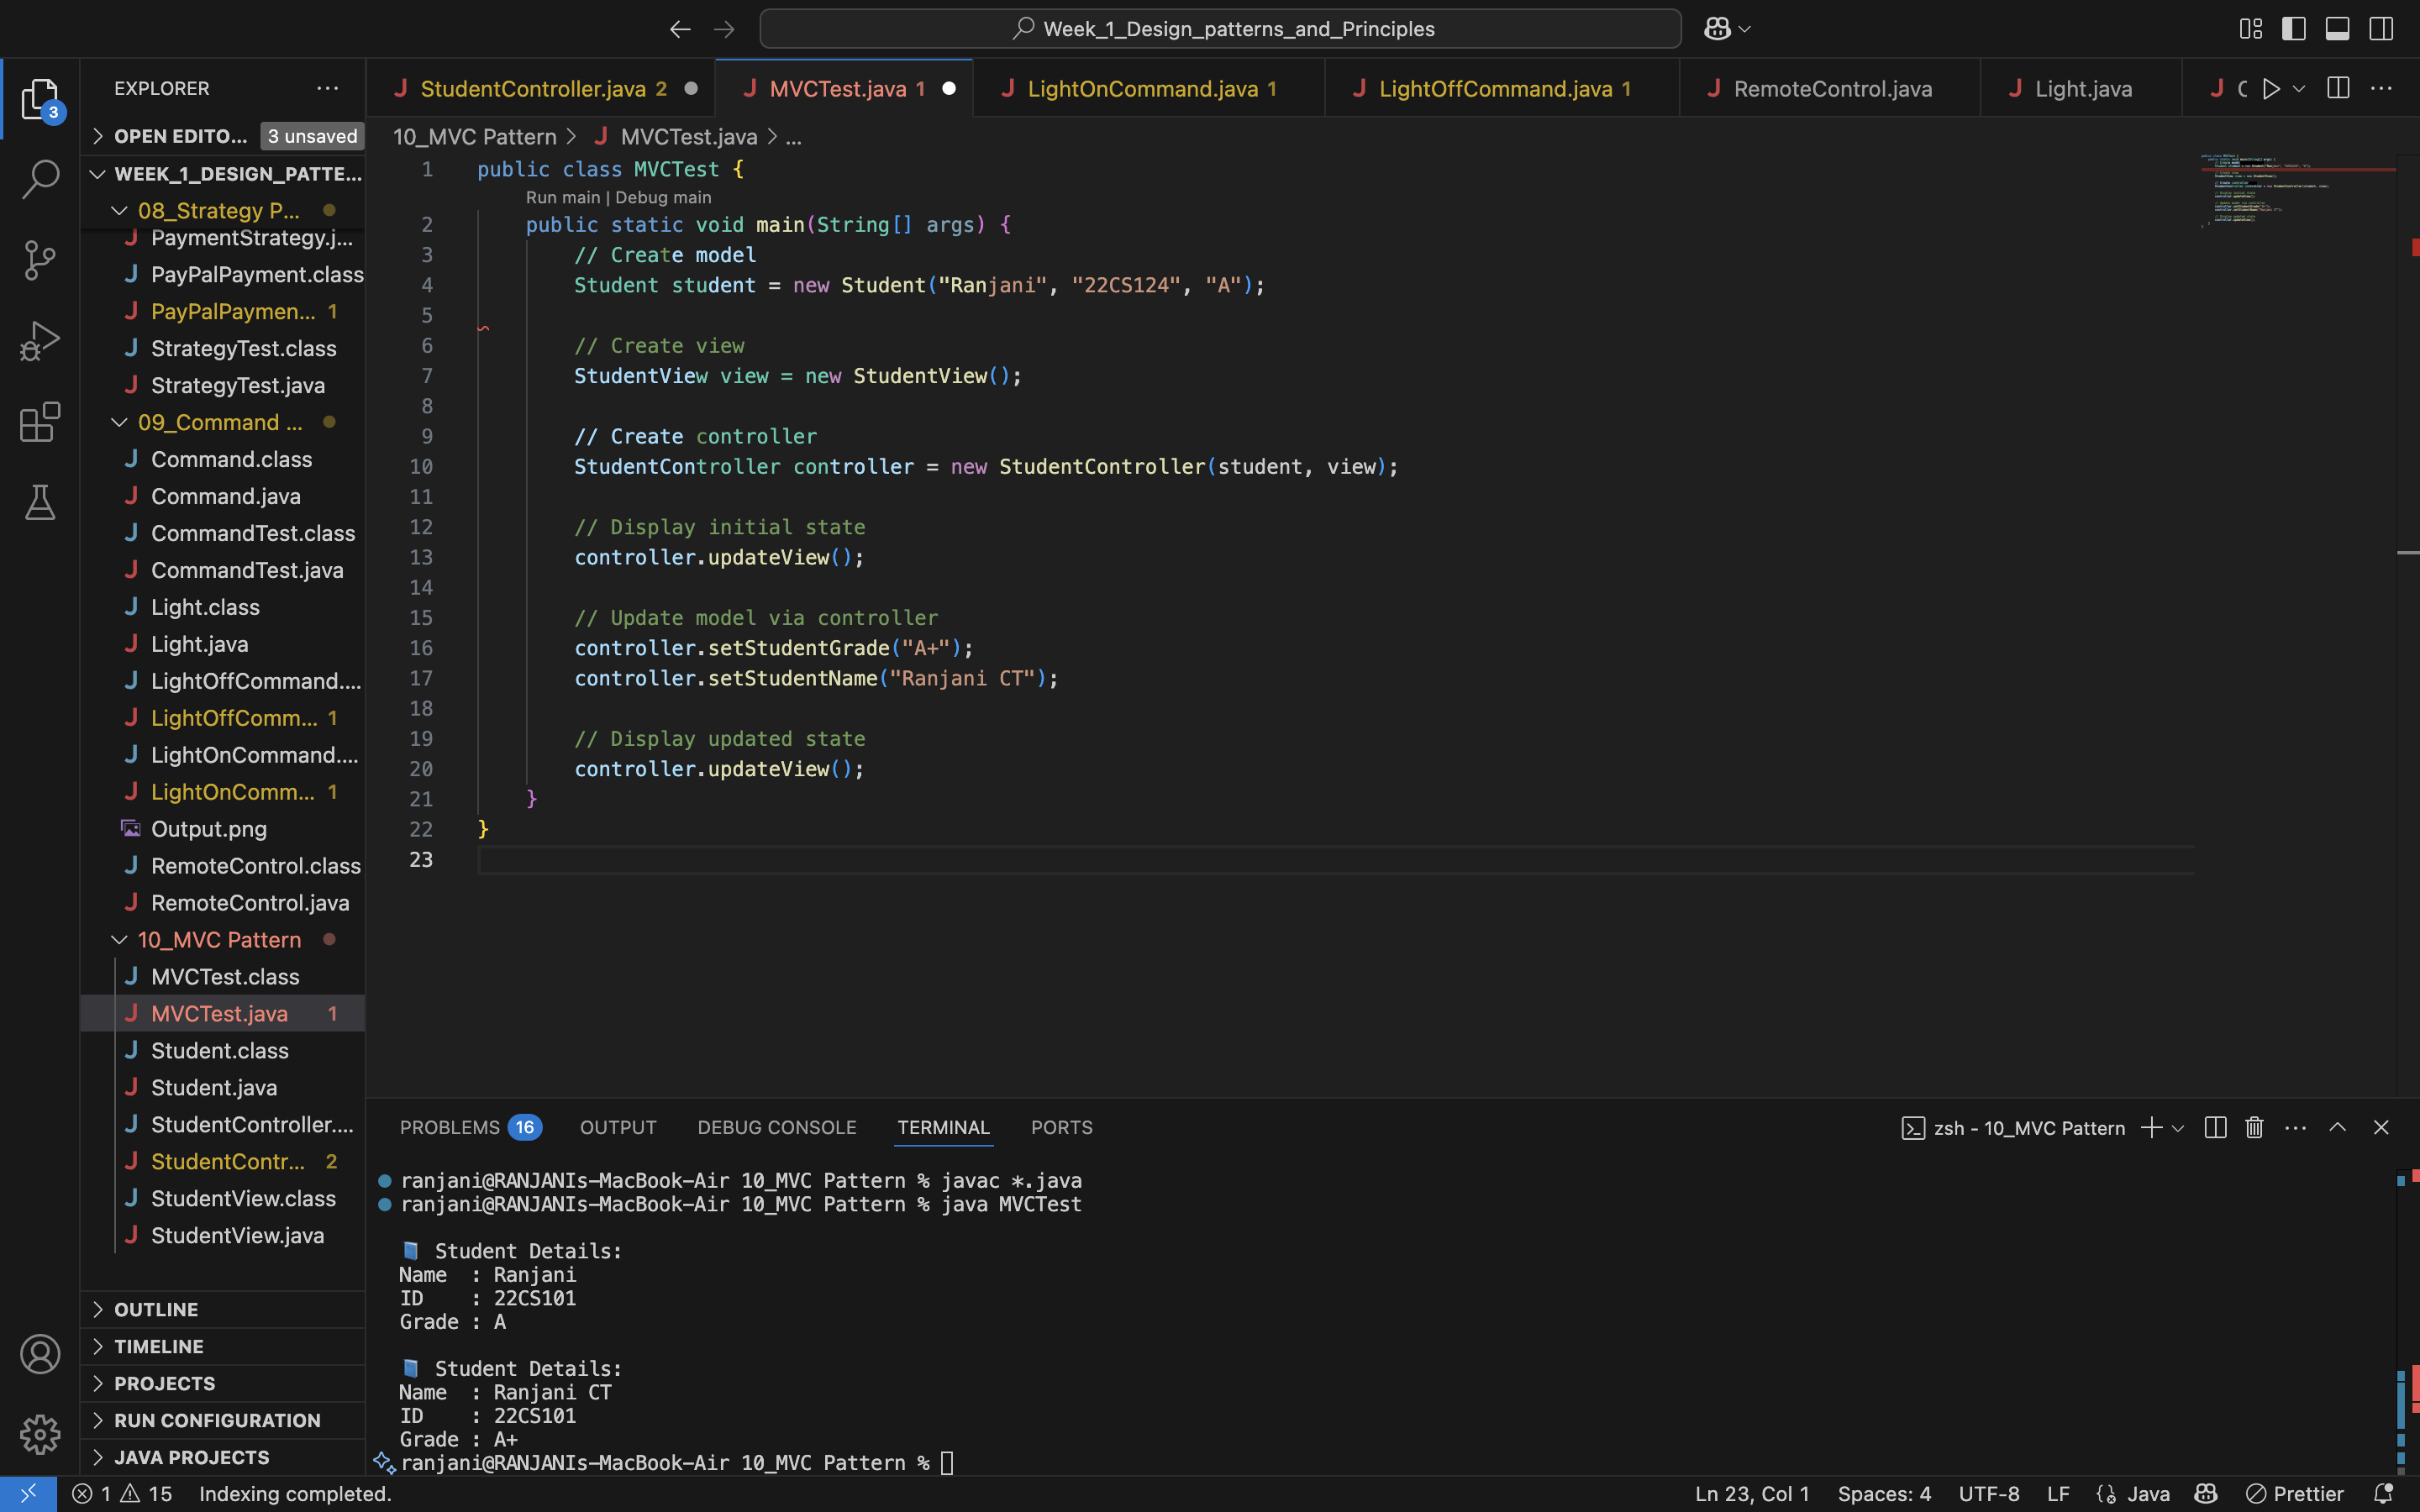 Week_1_Design_patterns_and_Principles
EXPLORER
3
OPEN EDITO... 3 unsaved
WEEK_1_DESIGN_PATTE...
08_Strategy P...
PaymentStrategy.j...
PayPalPayment.class
PayPalPaymen... 1
StrategyTest.class
StrategyTest.java
09_Command ...
Command.class
Command.java
CommandTest.class
CommandTest.java
Light.class
Light.java
LightOffCommand....
LightOffComm... 1
LightOnCommand....
LightOnComm... 1
Output.png
RemoteControl.class
RemoteControl.java
10_MVC Pattern
MVCTest.class
MVCTest.java 1
Student.class
Student.java
StudentController....
StudentContr... 2
StudentView.class
StudentView.java
OUTLINE
TIMELINE
PROJECTS
RUN CONFIGURATION
JAVA PROJECTS
StudentController.java 2
MVCTest.java 1
LightOnCommand.java 1
LightOffCommand.java 1
RemoteControl.java
Light.java
10_MVC Pattern > MVCTest.java > ...
1 public class MVCTest {
Run main | Debug main
2 public static void main(String[] args) {
3 // Create model
4 Student student = new Student("Ranjani", "22CS124", "A");
5
6 // Create view
7 StudentView view = new StudentView();
8
9 // Create controller
10 StudentController controller = new StudentController(student, view);
11
12 // Display initial state
13 controller.updateView();
14
15 // Update model via controller
16 controller.setStudentGrade("A+");
17 controller.setStudentName("Ranjani CT");
18
19 // Display updated state
20 controller.updateView();
21 }
22 }
23
PROBLEMS 16 OUTPUT DEBUG CONSOLE TERMINAL PORTS
zsh - 10_MVC Pattern
ranjani@RANJANIs-MacBook-Air 10_MVC Pattern % javac *.java
ranjani@RANJANIs-MacBook-Air 10_MVC Pattern % java MVCTest
Student Details:
Name : Ranjani
ID : 22CS101
Grade : A
Student Details:
Name : Ranjani CT
ID : 22CS101
Grade : A+
ranjani@RANJANIs-MacBook-Air 10_MVC Pattern %
1 15 Indexing completed.
Ln 23, Col 1 Spaces: 4 UTF-8 LF {} Java Prettier